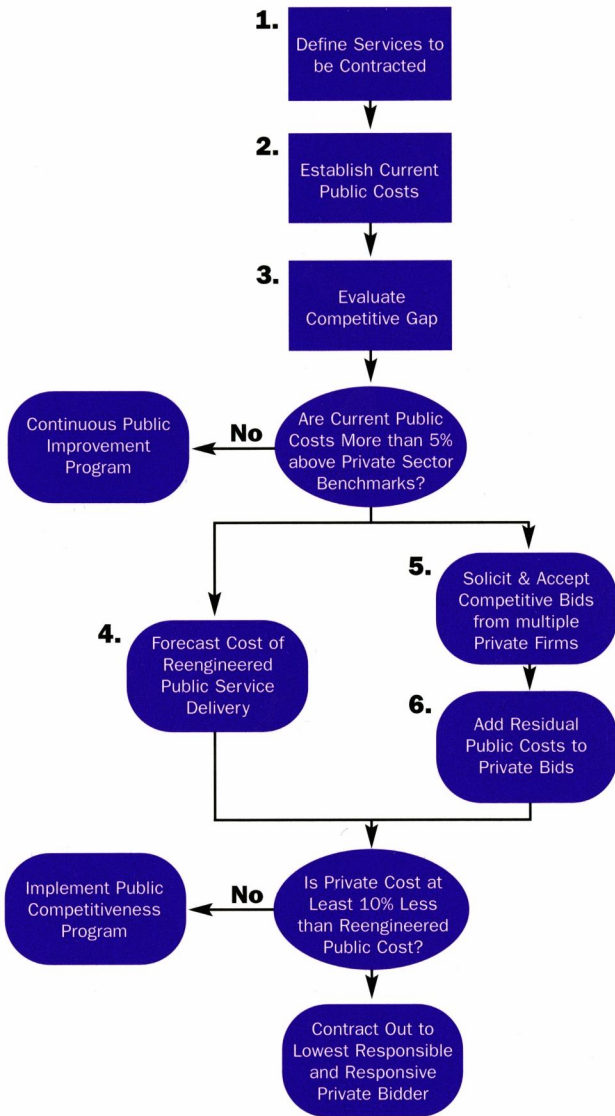 1.
Define Services to
be Contracted
2.
Establish Current
Public Costs
3.
Evaluate
Competitive Gap
Are Current Public
Costs More than 5%
above Private Sector
Benchmarks?
No
Continuous Public
Improvement
Program
4.
Forecast Cost of
Reengineered
Public Service
Delivery
5.
Solicit & Accept
Competitive Bids
from multiple
Private Firms
6.
Add Residual
Public Costs to
Private Bids
Is Private Cost at
Least 10% Less
than Reengineered
Public Cost?
No
Implement Public
Competitiveness
Program
Contract Out to
Lowest Responsible
and Responsive
Private Bidder